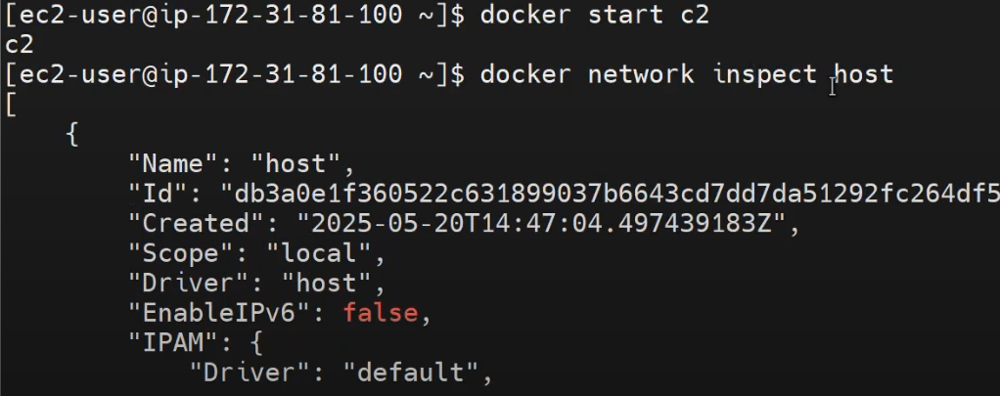 [ec2-user@ip-172-31-81-100 ~]$ docker start c2
c2
[ec2-user@ip-172-31-81-100 ~]$ docker network inspect host
[
    {
        "Name": "host",
        "Id": "db3a0e1f360522c631899037b6643cd7dd7da51292fc264df5
        "Created": "2025-05-20T14:47:04.497439183Z",
        "Scope": "local",
        "Driver": "host",
        "EnableIPv6": false,
        "IPAM": {
            "Driver": "default",